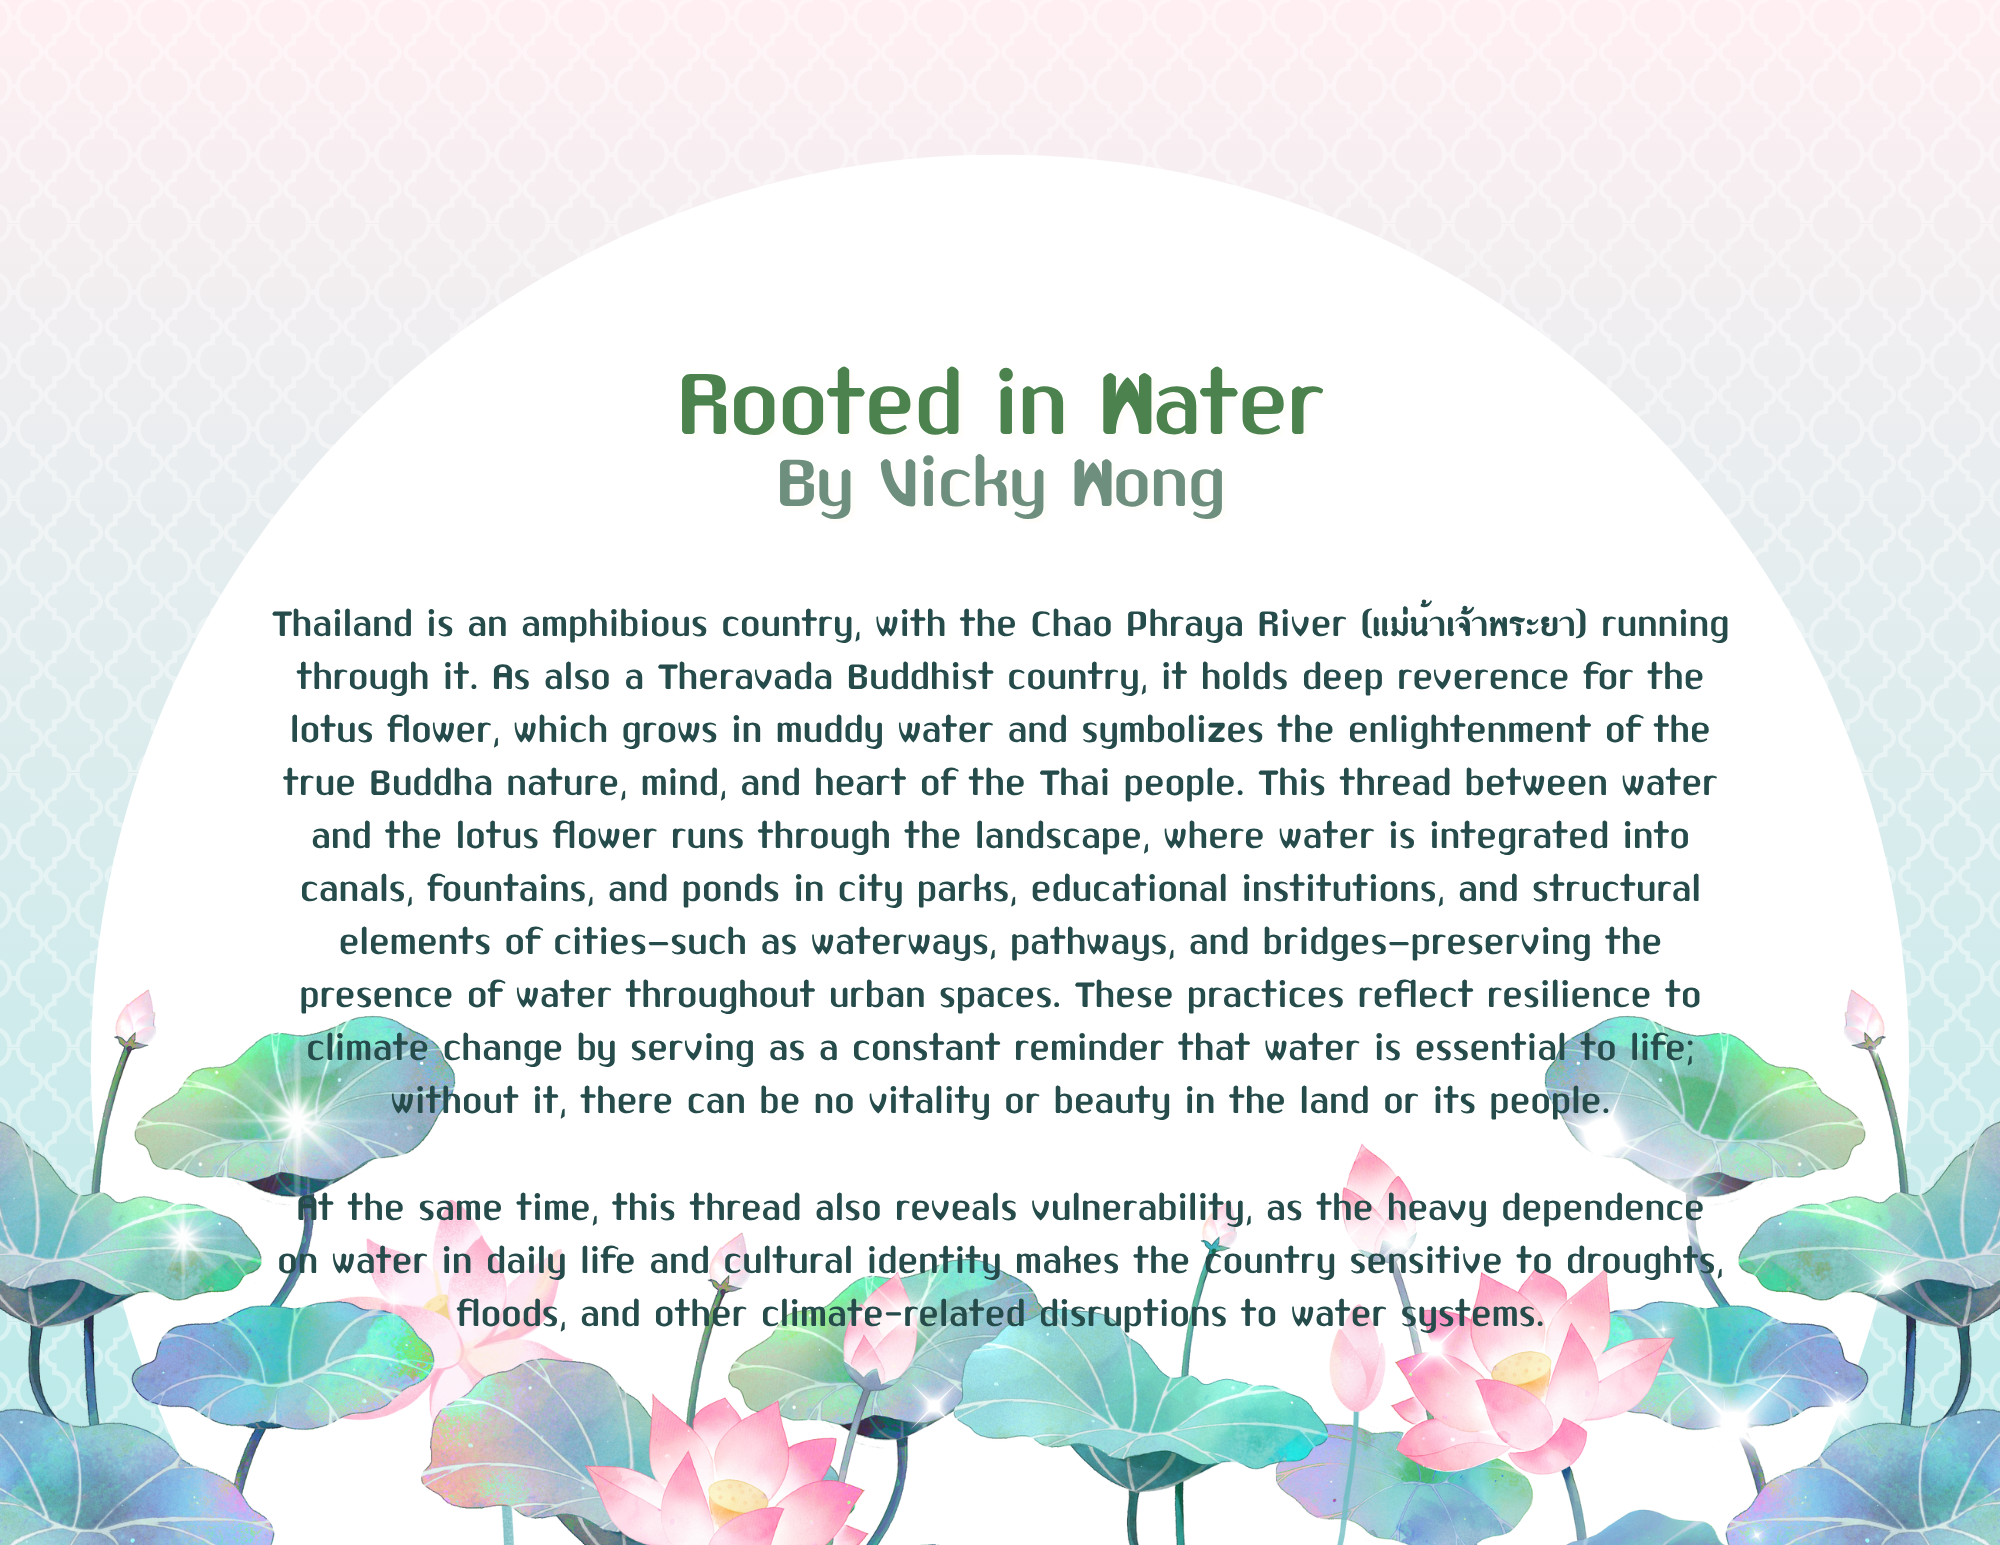 Rooted in Water
By Vicky Wong
Thailand is an amphibious country, with the Chao Phraya River (แม่น้ำเจ้าพระยา) running
through it. As also a Theravada Buddhist country, it holds deep reverence for the
lotus flower, which grows in muddy water and symbolizes the enlightenment of the
true Buddha nature, mind, and heart of the Thai people. This thread between water
and the lotus flower runs through the landscape, where water is integrated into
canals, fountains, and ponds in city parks, educational institutions, and structural
elements of cities—such as waterways, pathways, and bridges—preserving the
presence of water throughout urban spaces. These practices reflect resilience to
climate change by serving as a constant reminder that water is essential to life;
without it, there can be no vitality or beauty in the land or its people.
At the same time, this thread also reveals vulnerability, as the heavy dependence
on water in daily life and cultural identity makes the country sensitive to droughts,
floods, and other climate-related disruptions to water systems.